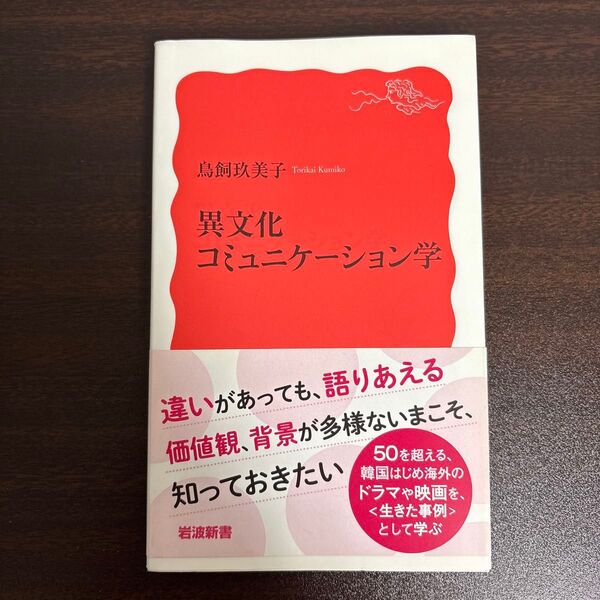 鳥飼玖美子 Torikai Kumiko
異文化
コミュニケーション学
違いがあっても、語りあえる
価値観、背景が多様ないまこそ、
知っておきたい
50を超える、
韓国はじめ海外の
ドラマや映画を、
<生きた事例>
として学ぶ
岩波新書